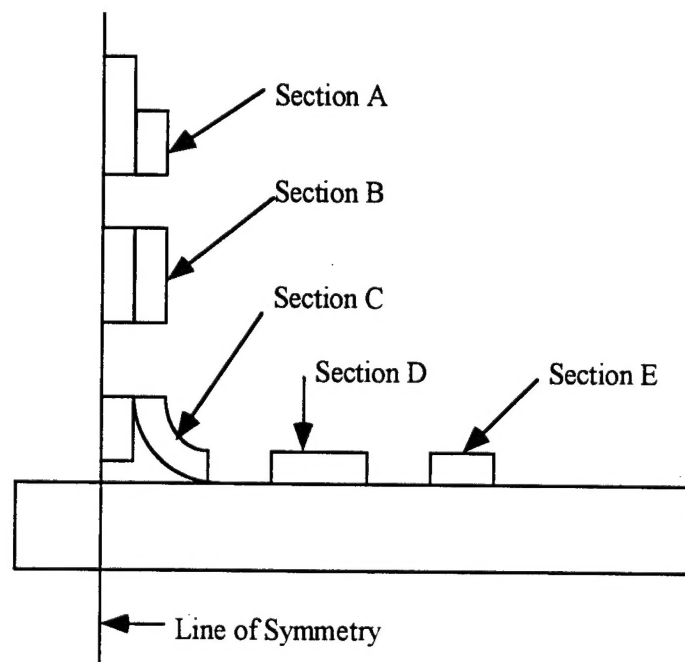 Section A
Section B
Section C
Section D
Section E
Line of Symmetry